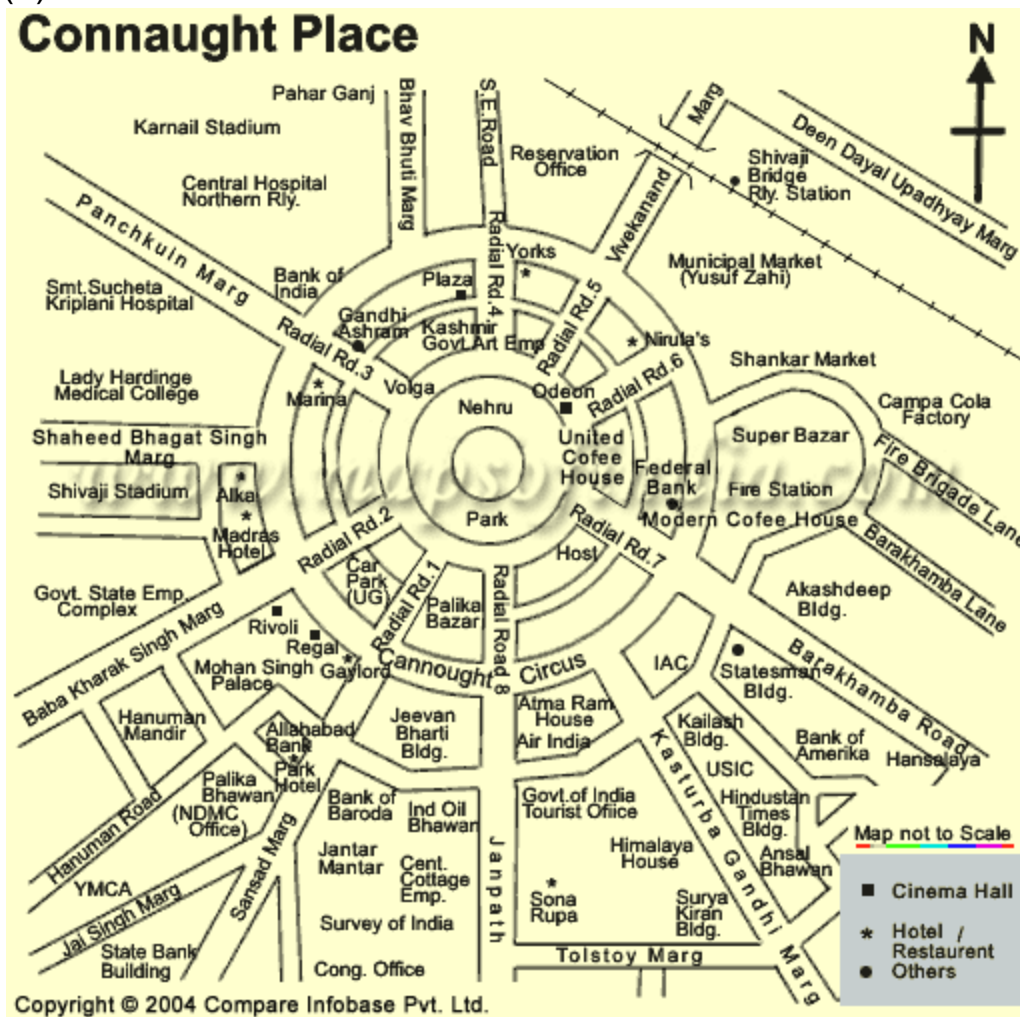 Connaught Place
N
Pahar Ganj
Karnail Stadium
Bhav Bhuti Marg
S.E.Road
Reservation
Office
Marg
Deen Dayal Upadhyay Marg
Shivaji
Bridge
Rly. Station
Central Hospital
Northern Rly.
Panchkuin Marg
Vivekanand
Radial Rd.4
Yorks
Municipal Market
(Yusuf Zahi)
Smt.Sucheta
Kriplani Hospital
Bank of
India
Plaza
Radial Rd.5
Gandhi
Ashram
Kashmir
Govt.Art Emp
Radial Rd.3
Nirula's
Radial Rd.6
Shankar Market
Lady Hardinge
Medical College
Marina
Volga
Nehru
Odeon
Campa Cola
Factory
Shaheed Bhagat Singh
Marg
United
Cofee
House
Super Bazar
Fire Brigade Lane
www.mapsofindia.com
Shivaji Stadium
Alka
Federal
Bank
Fire Station
Madras
Hotel
Radial Rd.2
Park
Radial Rd.7
Modern Cofee House
Barakhamba Lane
Host
Car
Park
(UG)
Radial Rd.1
Palika
Bazar
Radial Road 8
Govt. State Emp.
Complex
Akashdeep
Bldg.
Baba Kharak Singh Marg
Rivoli
Regal
Gaylord
Mohan Singh
Palace
Cannought Circus
IAC
Statesman
Bldg.
Barakhamba Road
Hanuman
Mandir
Allahabad
Bank
Jeevan
Bharti
Bldg.
Atma Ram
House
Air India
Kailash
Bldg.
Bank of
Amerika
Hansalaya
Park
Hotel
Palika
Bhawan
(NDMC
Office)
Kasturba Gandhi Marg
USIC
Hanuman Road
Bank of
Baroda
Ind Oil
Bhawan
Govt.of India
Tourist Ofiice
Hindustan
Times
Bldg.
Map not to Scale
Jantar
Mantar
Janpath
Himalaya
House
Ansal
Bhawan
Cent.
Cottage
Emp.
YMCA
Sansad Marg
Sona
Rupa
Surya
Kiran
Bldg.
Cinema Hall
Jai Singh Marg
Survey of India
Hotel /
Restaurent
State Bank
Building
Tolstoy Marg
Others
Cong. Office
Copyright © 2004 Compare Infobase Pvt. Ltd.